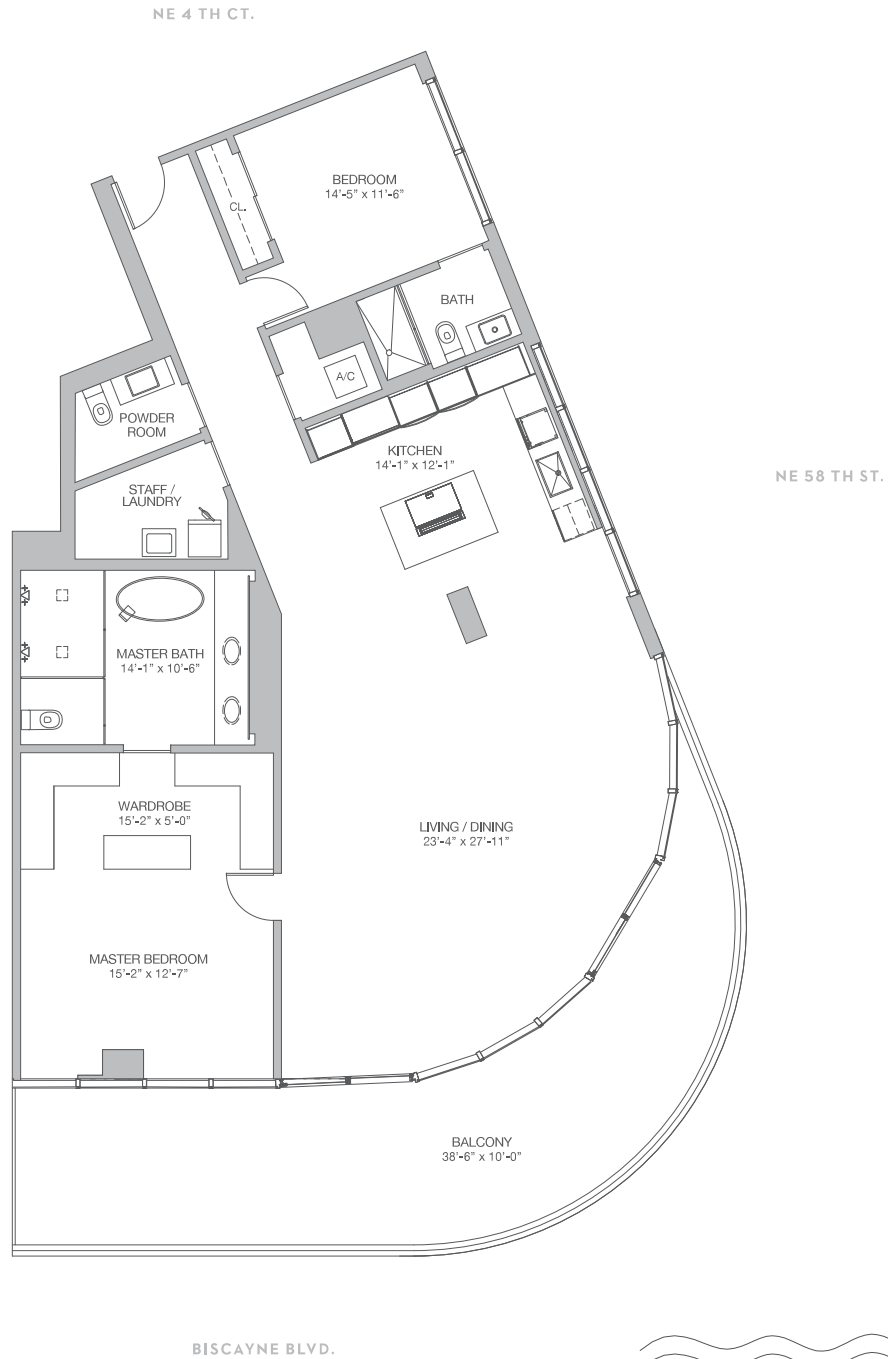 NE 4 TH CT.
BEDROOM
14’-5” x 11’-6”
CL.
BATH
A/C
POWDER
ROOM
KITCHEN
14’-1” x 12’-1”
NE 58 TH ST.
STAFF /
LAUNDRY
MASTER BATH
14’-1” x 10’-6”
WARDROBE
15’-2” x 5’-0”
LIVING / DINING
23’-4” x 27’-11”
MASTER BEDROOM
15’-2” x 12’-7”
BALCONY
38’-6” x 10’-0”
BISCAYNE BLVD.